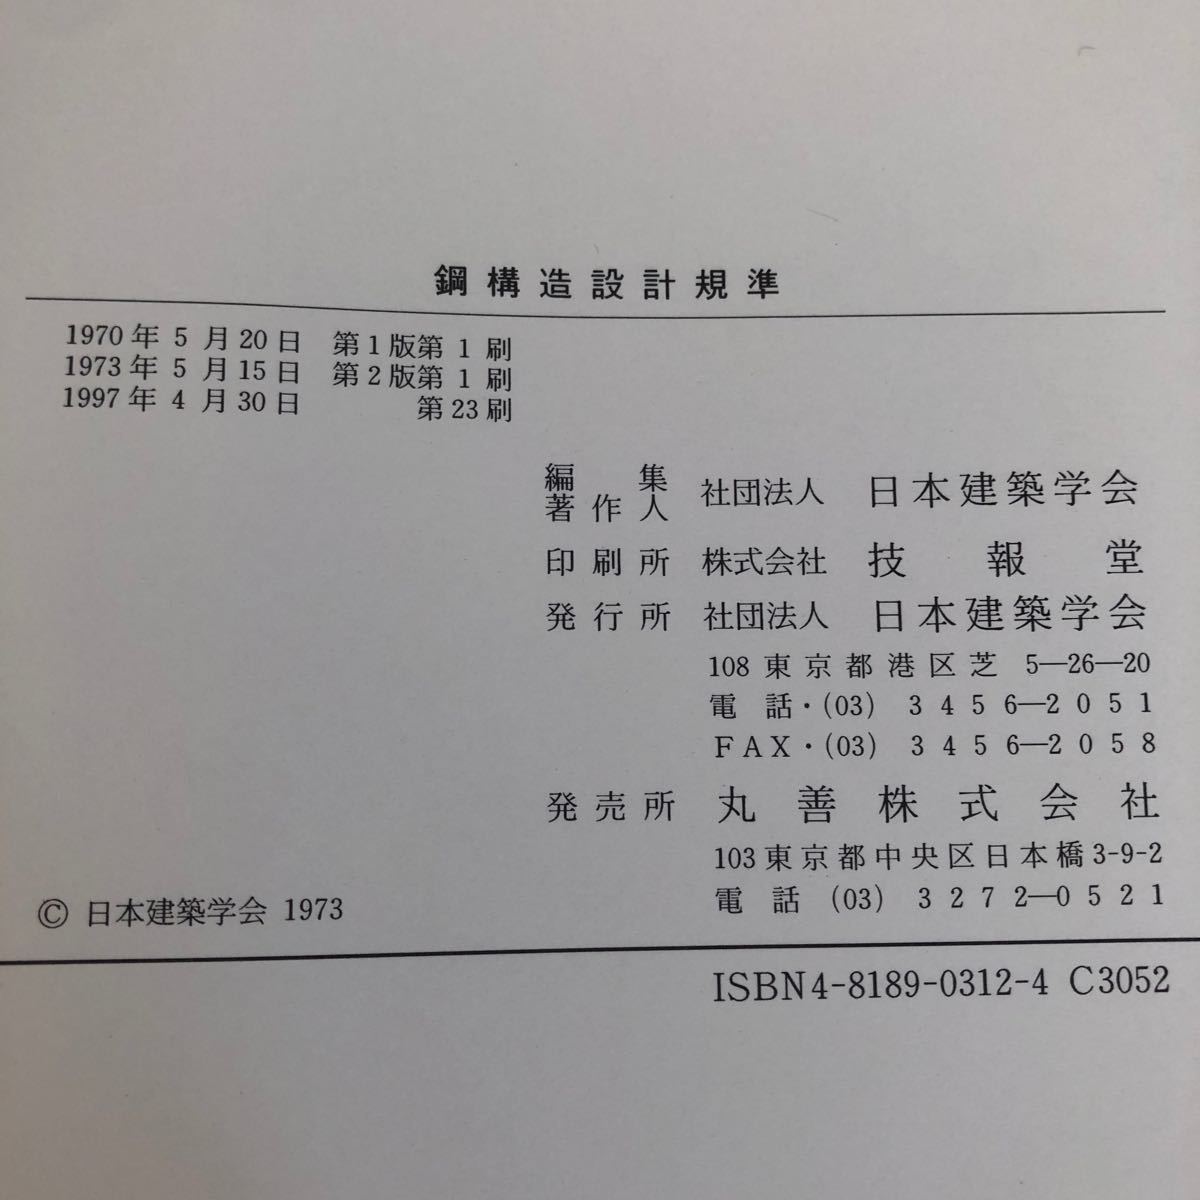 鋼構造設計規準
1970年 5 月20日 第1版第 1 刷
1973年 5 月15日 第2版第 1 刷
1997年 4 月30日 第23刷
編集著作人 社団法人 日本建築学会
印刷所 株式会社 技報堂
発行所 社団法人 日本建築学会
108 東京都港区芝 5—26—20
電話・(03) 3456—2051
FAX・(03) 3456—2058
発売所 丸善株式会社
103東京都中央区日本橋3-9-2
電話 (03) 3272—0521
© 日本建築学会 1973
ISBN4-8189-0312-4 C3052